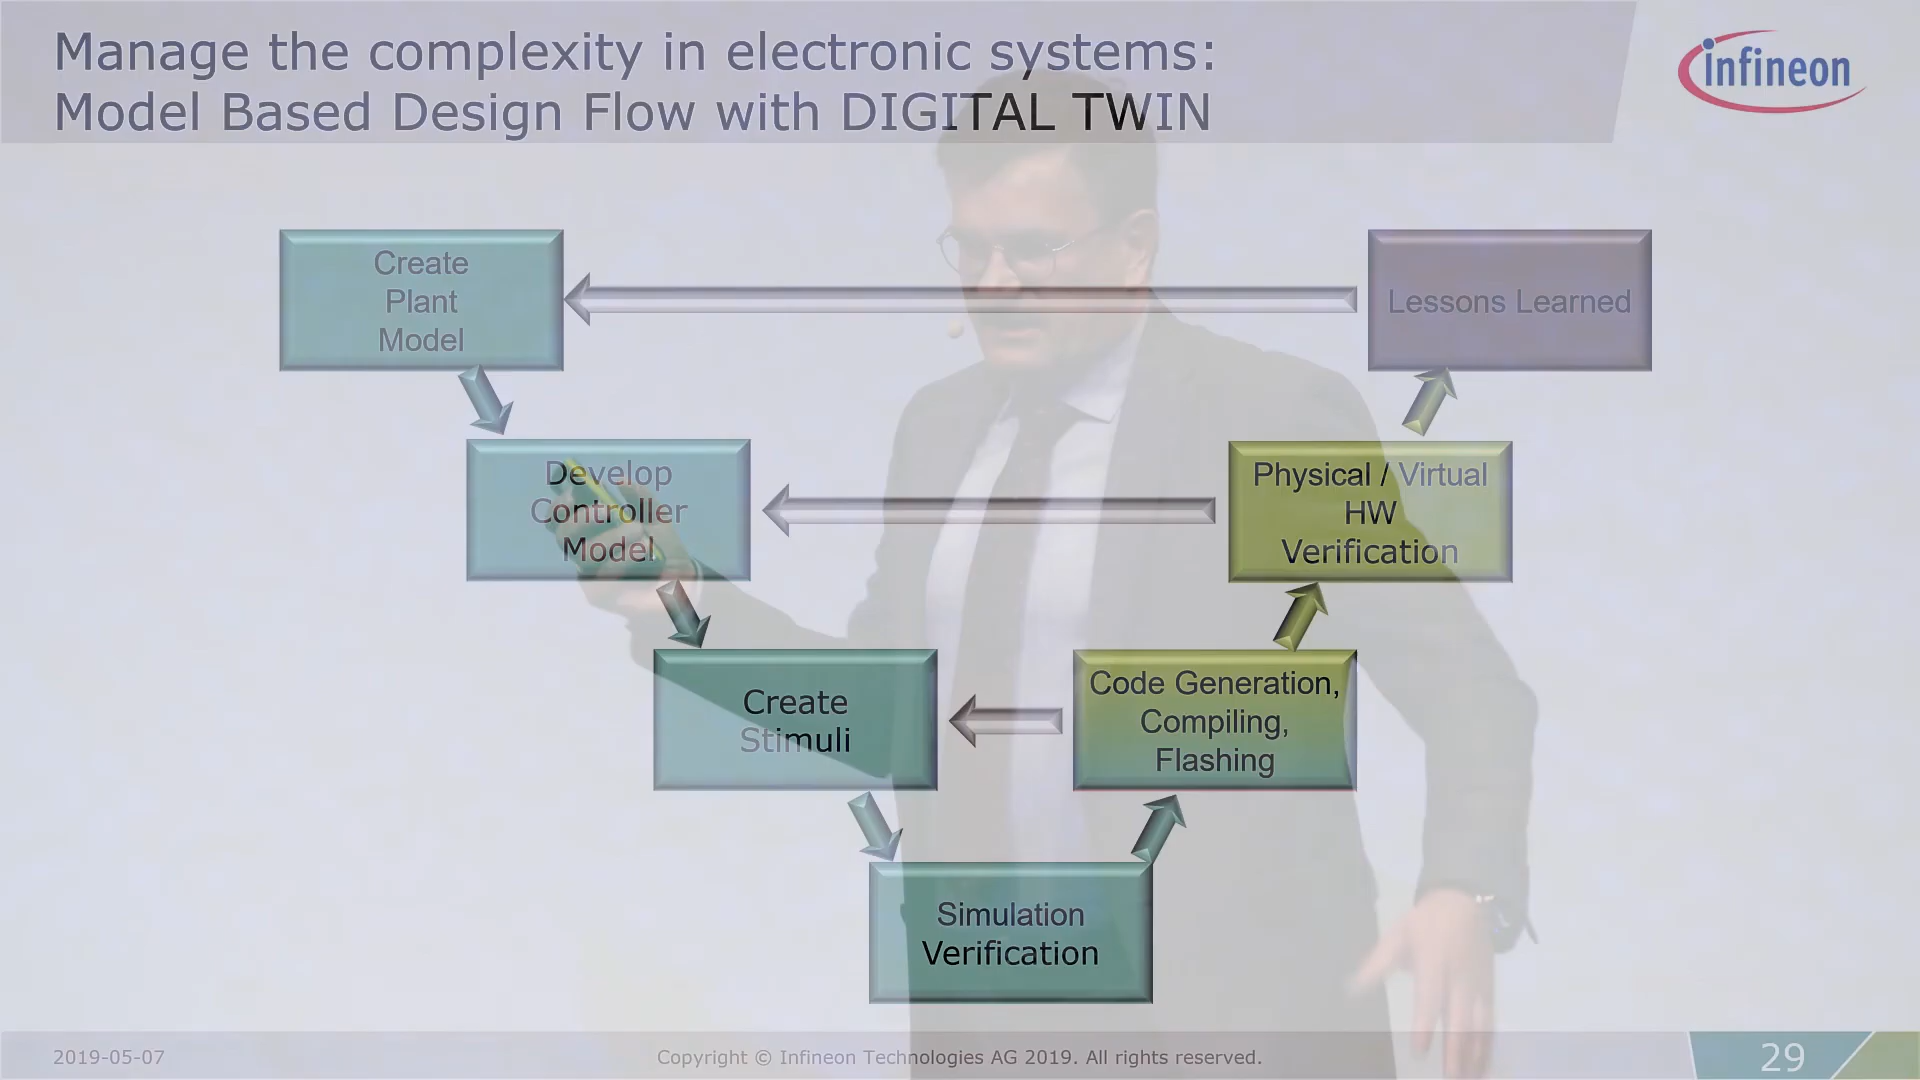 Manage the complexity in electronic systems:
Model Based Design Flow with DIGITAL TWIN
infineon
Create
Plant
Model
Lessons Learned
Develop
Controller
Model
Physical / Virtual
HW
Verification
Create
Stimuli
Code Generation,
Compiling,
Flashing
Simulation
Verification
2019-05-07
Copyright © Infineon Technologies AG 2019. All rights reserved.
29